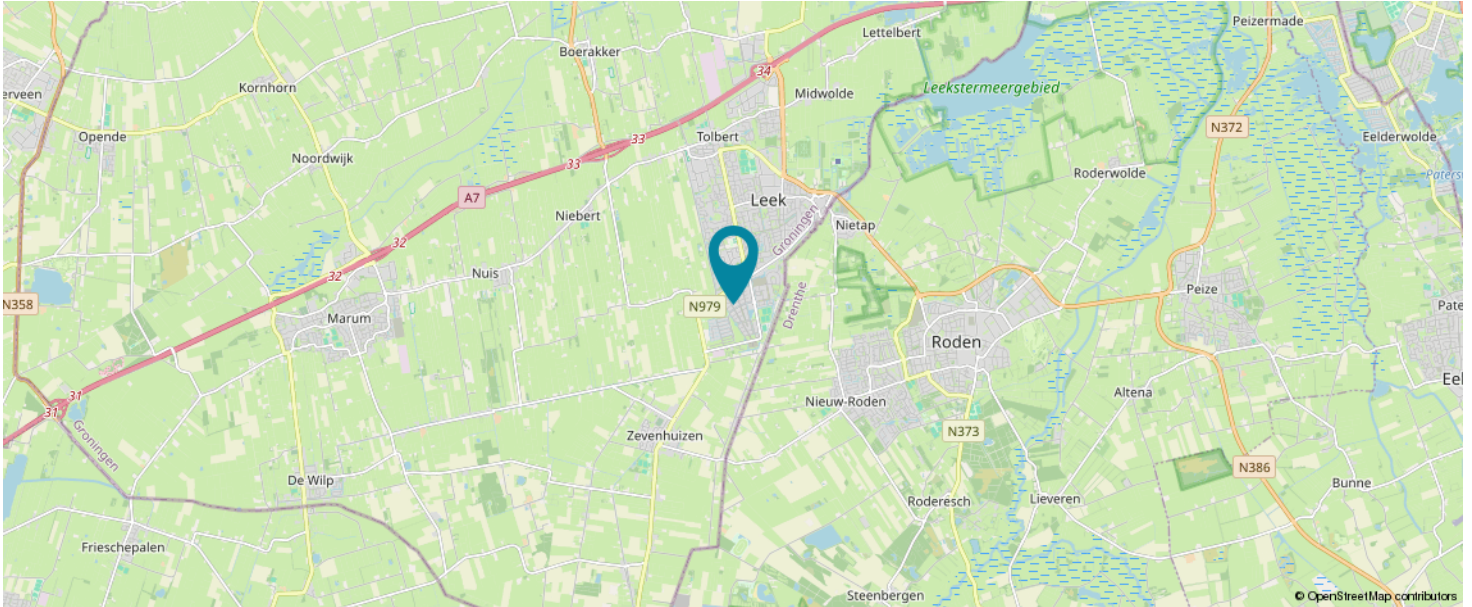 Lettelbert
Peizermade
Boerakker
34
Kornhorn
Midwolde
Leekstermeergebied
erveen
N372
Opende
Tolbert
33
Eelderwolde
Noordwijk
33
Roderwolde
Paters
A7
Leek
Niebert
Groningen
Nietap
32
Nuis
32
Peize
N358
N979
Drenthe
Pate
Marum
Roden
Eel
31
31
Altena
Nieuw-Roden
Groningen
Zevenhuizen
N373
N386
De Wilp
Bunne
Roderesch
Lieveren
Frieschepalen
Steenbergen
© OpenStreetMap contributors